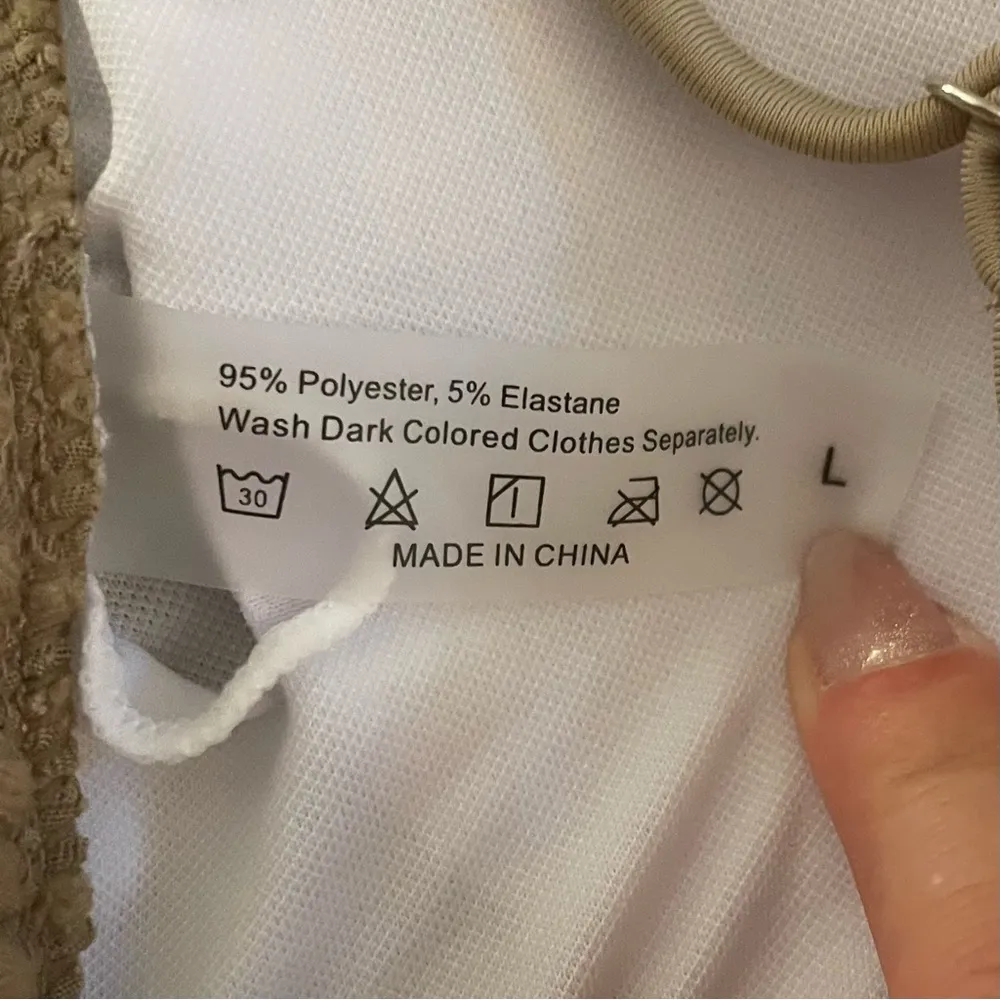 95% Polyester, 5% Elastane
Wash Dark Colored Clothes Separately.
30
L
MADE IN CHINA